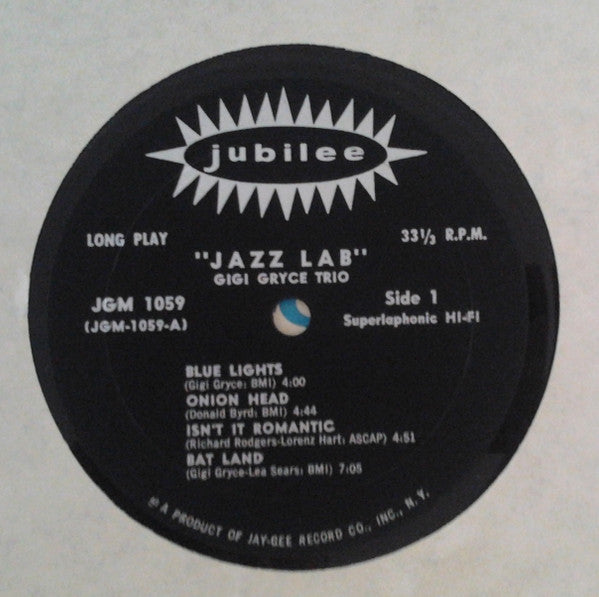 jubilee
LONG PLAY
33 1/3 R.P.M.
"JAZZ LAB"
GIGI GRYCE TRIO
JGM 1059
(JGM-1059-A)
Side 1
Superlaphonic HI-FI
BLUE LIGHTS
(Gigi Gryce; BMI) 4:00
ONION HEAD
(Donald Byrd; BMI) 4:44
ISN'T IT ROMANTIC
(Richard Rodgers-Lorenz Hart; ASCAP) 4:51
BAT LAND
(Gigi Gryce-Lea Sears; BMI) 7:05
A PRODUCT OF JAY-GEE RECORD CO., INC., N.Y.